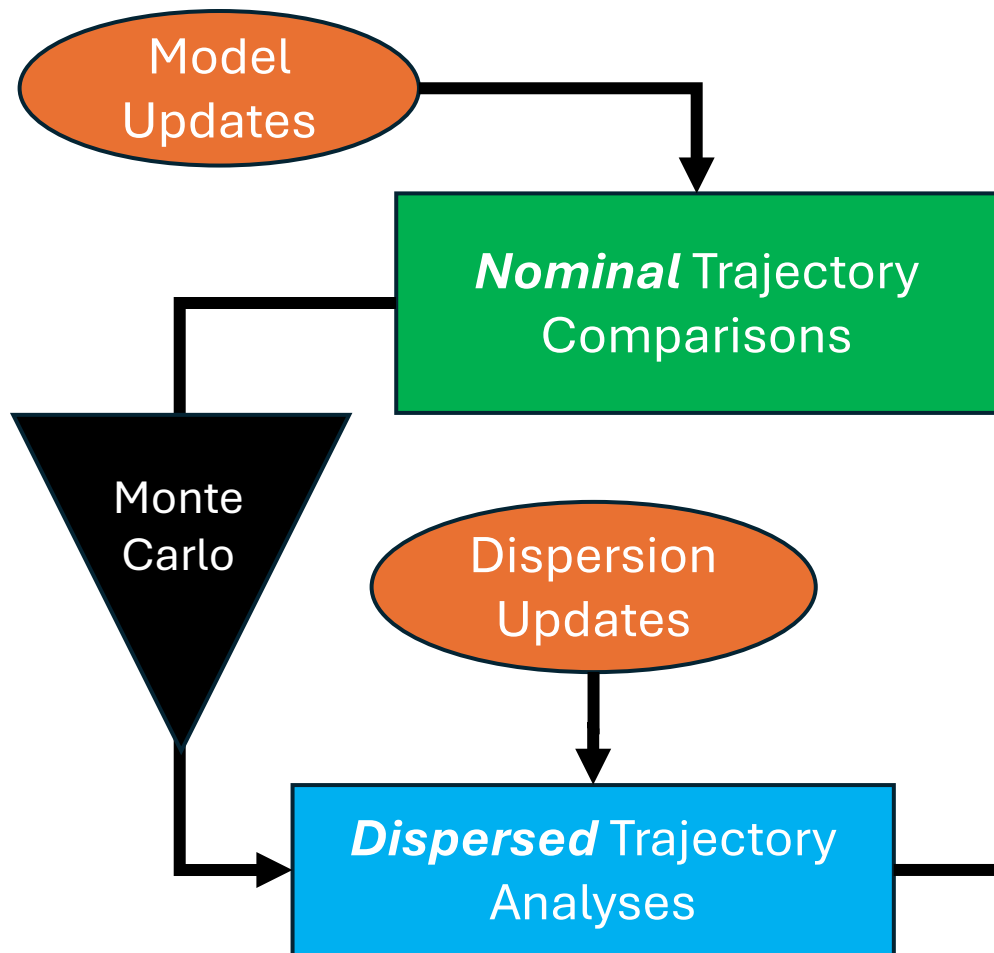 Model
Updates
Nominal Trajectory
Comparisons
Monte
Carlo
Dispersion
Updates
Dispersed Trajectory
Analyses